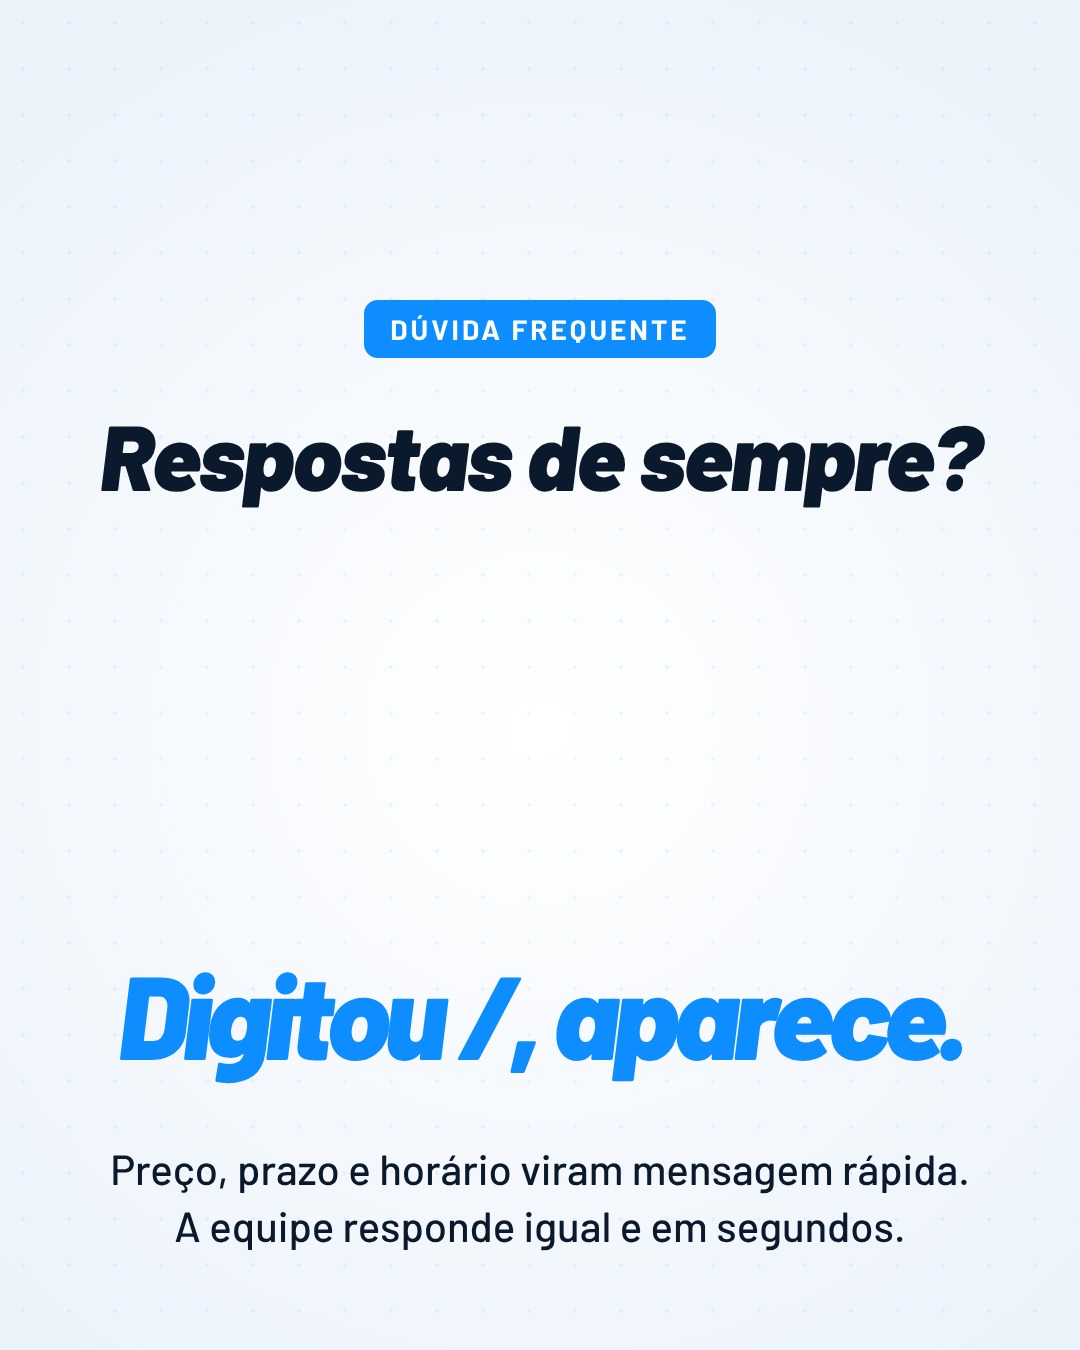 DÚVIDA FREQUENTE
Respostas de sempre?
Digitou /, aparece.
Preço, prazo e horário viram mensagem rápida.
A equipe responde igual e em segundos.